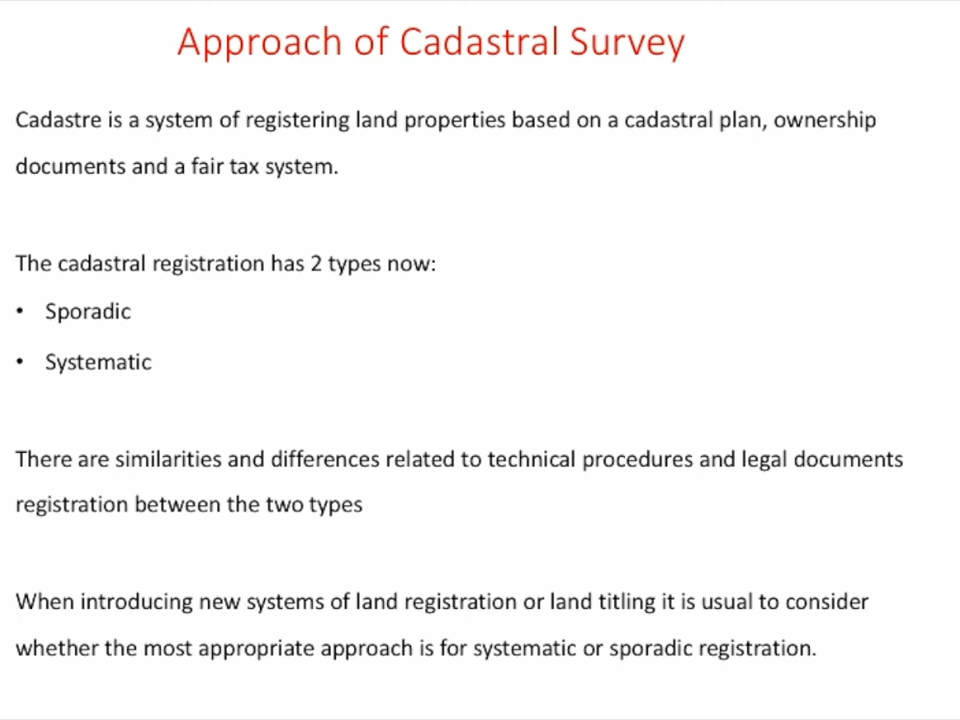 Approach of Cadastral Survey
Cadastre is a system of registering land properties based on a cadastral plan, ownership
documents and a fair tax system.
The cadastral registration has 2 types now:
• Sporadic
• Systematic
There are similarities and differences related to technical procedures and legal documents
registration between the two types
When introducing new systems of land registration or land titling it is usual to consider
whether the most appropriate approach is for systematic or sporadic registration.